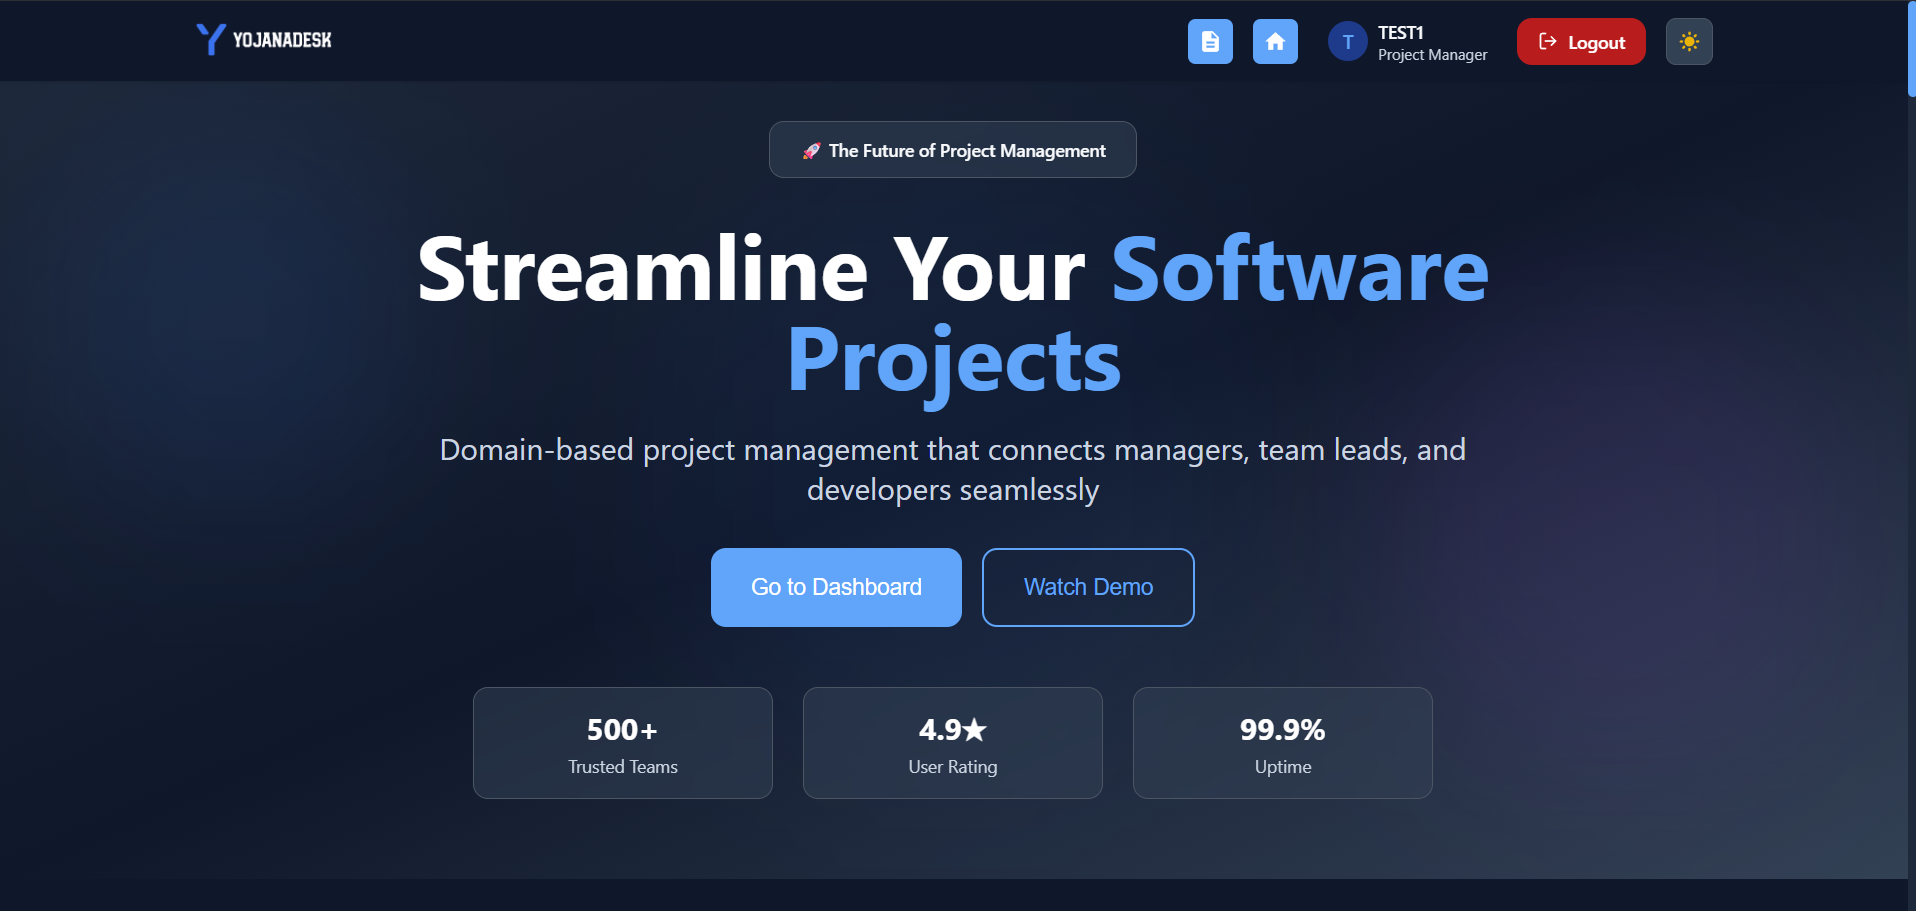 YOJANADESK
T
TEST1
Project Manager
Logout
🚀 The Future of Project Management
Streamline Your Software
Projects
Domain-based project management that connects managers, team leads, and
developers seamlessly
Go to Dashboard
Watch Demo
500+
Trusted Teams
4.9★
User Rating
99.9%
Uptime